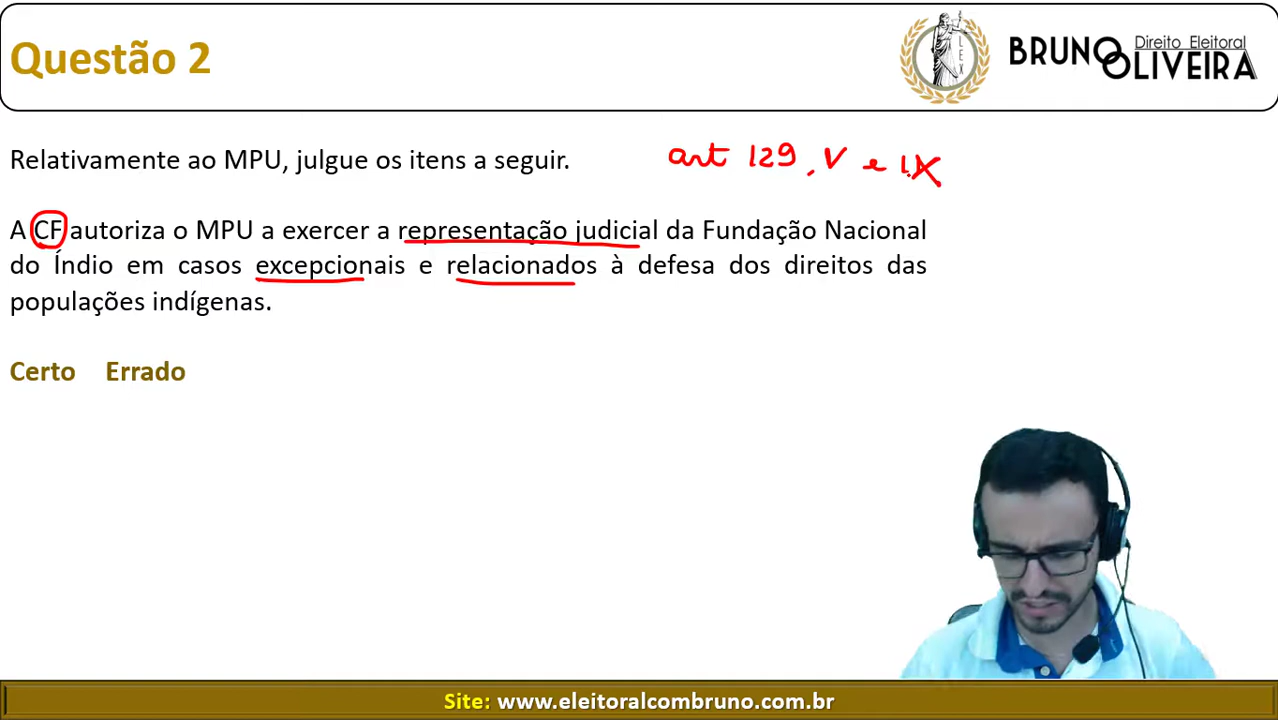 Questão 2
LEX
BRUNO OLIVEIRA
Direito Eleitoral
Relativamente ao MPU, julgue os itens a seguir.
art 129, V e IX
A CF autoriza o MPU a exercer a representação judicial da Fundação Nacional
do Índio em casos excepcionais e relacionados à defesa dos direitos das
populações indígenas.
Certo Errado
Site: www.eleitoralcombruno.com.br